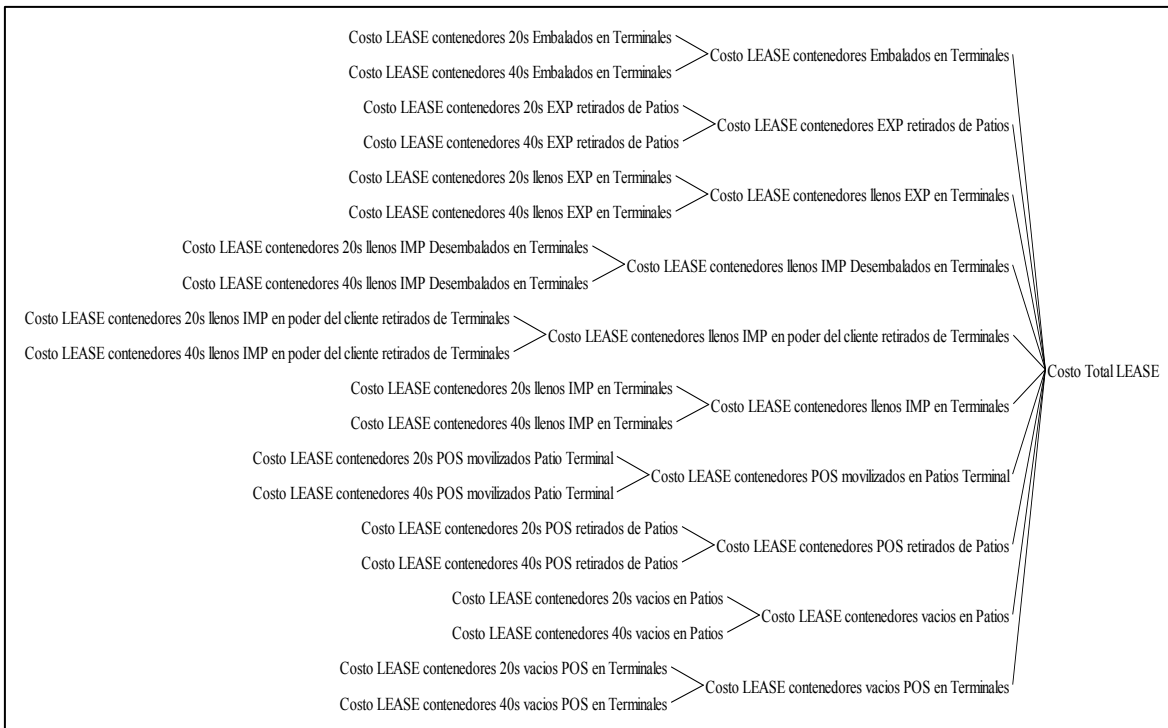 Costo LEASE contenedores 20s Embalados en Terminales
Costo LEASE contenedores 40s Embalados en Terminales
Costo LEASE contenedores Embalados en Terminales
Costo LEASE contenedores 20s EXP retirados de Patios
Costo LEASE contenedores 40s EXP retirados de Patios
Costo LEASE contenedores EXP retirados de Patios
Costo LEASE contenedores 20s llenos EXP en Terminales
Costo LEASE contenedores 40s llenos EXP en Terminales
Costo LEASE contenedores llenos EXP en Terminales
Costo LEASE contenedores 20s llenos IMP Desembalados en Terminales
Costo LEASE contenedores 40s llenos IMP Desembalados en Terminales
Costo LEASE contenedores llenos IMP Desembalados en Terminales
Costo LEASE contenedores 20s llenos IMP en poder del cliente retirados de Terminales
Costo LEASE contenedores 40s llenos IMP en poder del cliente retirados de Terminales
Costo LEASE contenedores llenos IMP en poder del cliente retirados de Terminales
Costo LEASE contenedores 20s llenos IMP en Terminales
Costo LEASE contenedores 40s llenos IMP en Terminales
Costo LEASE contenedores llenos IMP en Terminales
Costo LEASE contenedores 20s POS movilizados Patio Terminal
Costo LEASE contenedores 40s POS movilizados Patio Terminal
Costo LEASE contenedores POS movilizados en Patios Terminal
Costo LEASE contenedores 20s POS retirados de Patios
Costo LEASE contenedores 40s POS retirados de Patios
Costo LEASE contenedores POS retirados de Patios
Costo LEASE contenedores 20s vacios en Patios
Costo LEASE contenedores 40s vacios en Patios
Costo LEASE contenedores vacios en Patios
Costo LEASE contenedores 20s vacios POS en Terminales
Costo LEASE contenedores 40s vacios POS en Terminales
Costo LEASE contenedores vacios POS en Terminales
Costo Total LEASE